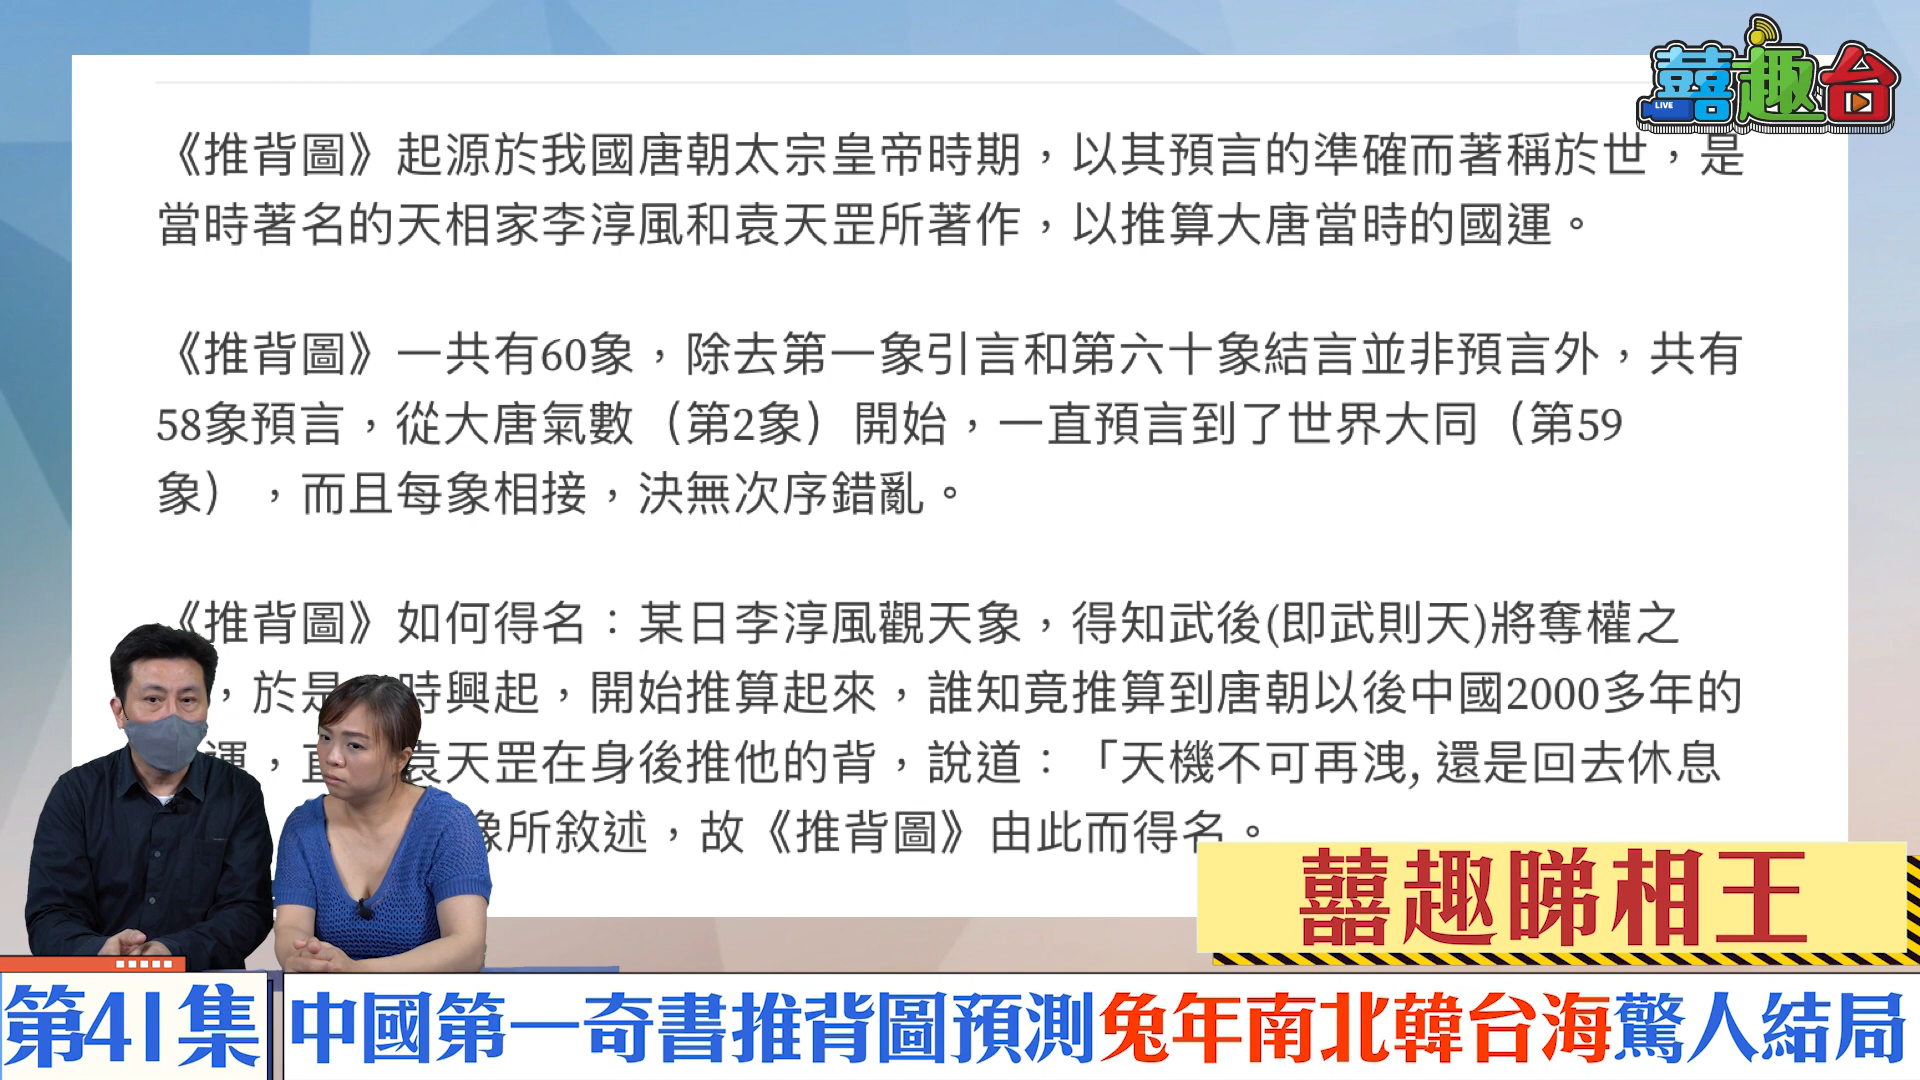 囍趣台
LIVE
《推背圖》起源於我國唐朝太宗皇帝時期，以其預言的準確而著稱於世，是
當時著名的天相家李淳風和袁天罡所著作，以推算大唐當時的國運。
《推背圖》一共有60象，除去第一象引言和第六十象結言並非預言外，共有
58象預言，從大唐氣數（第2象）開始，一直預言到了世界大同（第59
象），而且每象相接，決無次序錯亂。
《推背圖》如何得名：某日李淳風觀天象，得知武後(即武則天)將奪權之
，於是 時興起，開始推算起來，誰知竟推算到唐朝以後中國2000多年的
運，直 袁天罡在身後推他的背，說道：「天機不可再洩, 還是回去休息
像所敘述，故《推背圖》由此而得名。
囍趣睇相王
第41集
中國第一奇書推背圖預測兔年南北韓台海驚人結局